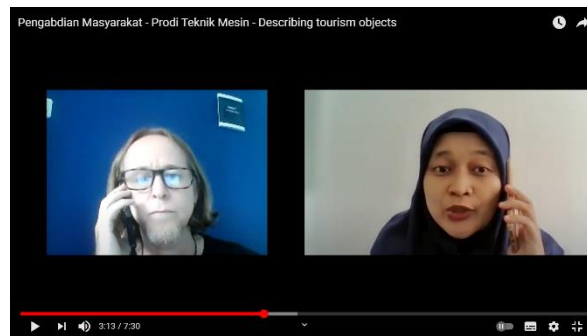 Pengabdian Masyarakat - Prodi Teknik Mesin - Describing tourism objects
3:13 / 7:30